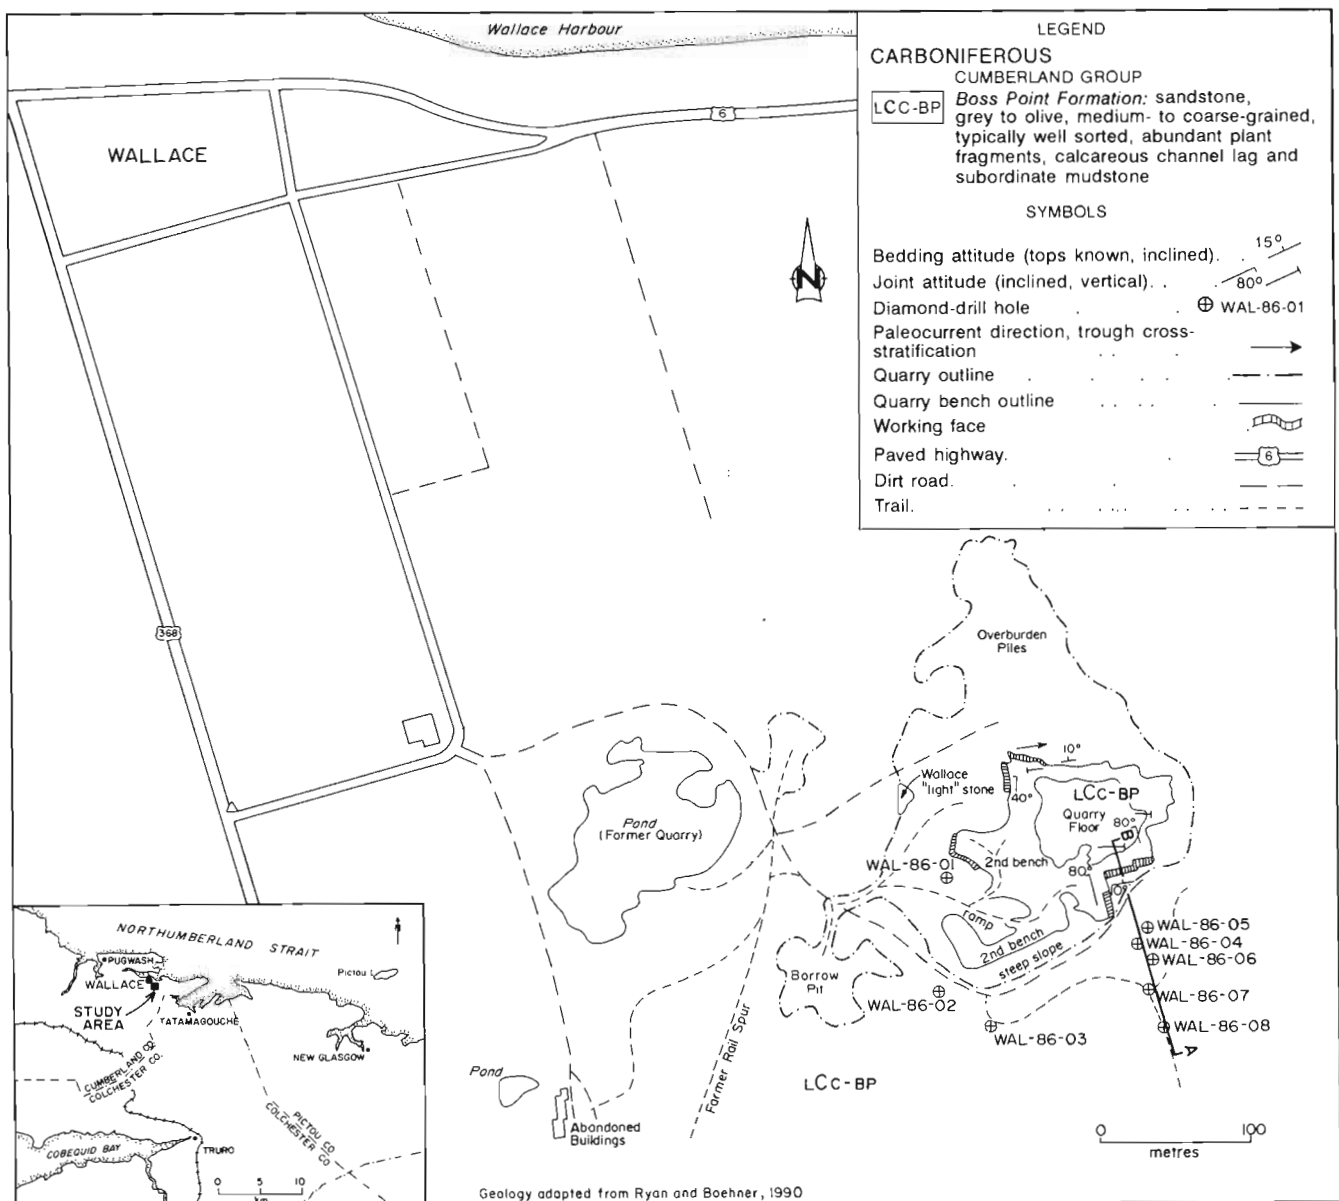 Wallace Harbour
6
WALLACE
N
368
LEGEND
CARBONIFEROUS
CUMBERLAND GROUP
LCC-BP
Boss Point Formation: sandstone,
grey to olive, medium- to coarse-grained,
typically well sorted, abundant plant
fragments, calcareous channel lag and
subordinate mudstone
SYMBOLS
Bedding attitude (tops known, inclined). . 15°
Joint attitude (inclined, vertical). . . 80°
Diamond-drill hole . . WAL-86-01
Paleocurrent direction, trough cross-
stratification . . .
Quarry outline . . . . .
Quarry bench outline . . . . .
Working face .
Paved highway. . 6
Dirt road. . .
Trail. . . . . . . . . .
Overburden
Piles
Wallace
"light" stone
10°
40°
LCC-BP
Quarry
Floor
80°
B
Pond
(Former Quarry)
WAL-86-01
2nd bench
80°
ramp
2nd bench
steep slope
WAL-86-05
WAL-86-04
WAL-86-06
WAL-86-07
WAL-86-08
A
Borrow
Pit
WAL-86-02
WAL-86-03
Former Rail Spur
LCC-BP
Pond
Abandoned
Buildings
0 100
metres
NORTHUMBERLAND STRAIT
PUGWASH
Pictou I.
WALLACE
STUDY
AREA
TATAMAGOUCHE
NEW GLASGOW
CUMBERLAND CO.
COLCHESTER CO.
PICTOU CO.
COLCHESTER CO.
COBEQUID BAY
TRURO
0 5 10
km
Geology adapted from Ryan and Boehner, 1990